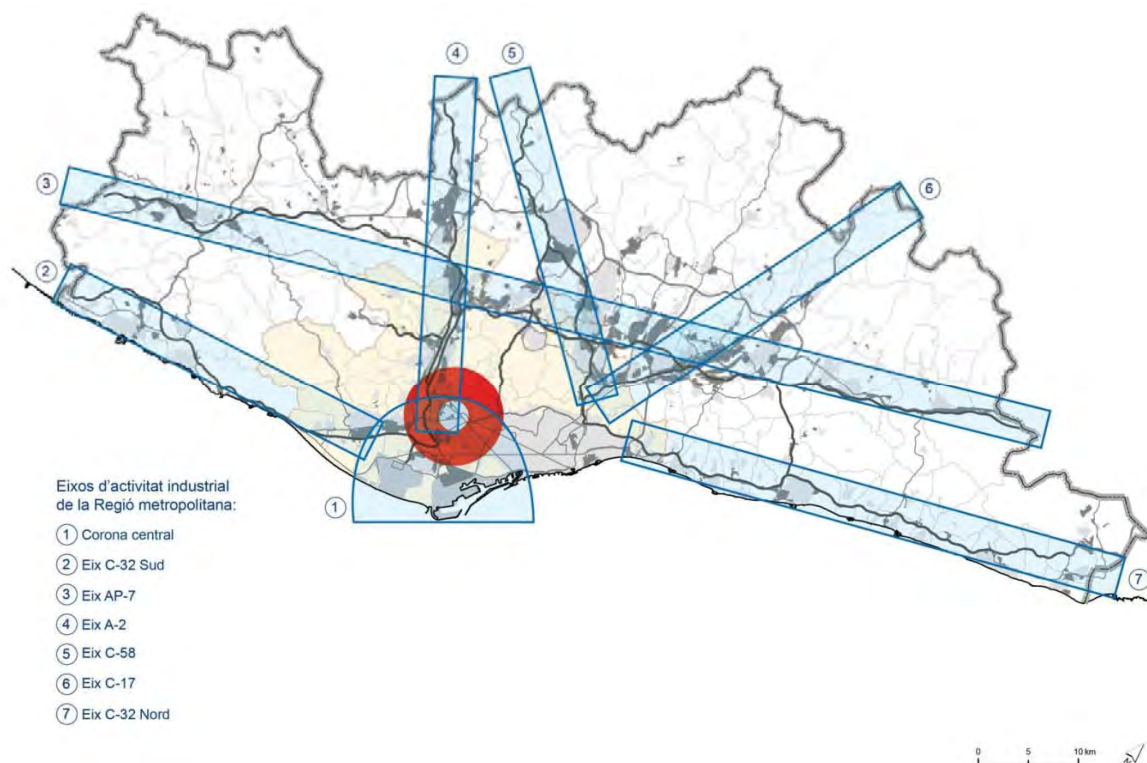 4
5
3
6
2
1
7
Eixos d'activitat industrial
de la Regió metropolitana:
1 Corona central
2 Eix C-32 Sud
3 Eix AP-7
4 Eix A-2
5 Eix C-58
6 Eix C-17
7 Eix C-32 Nord
0 5 10 km
N